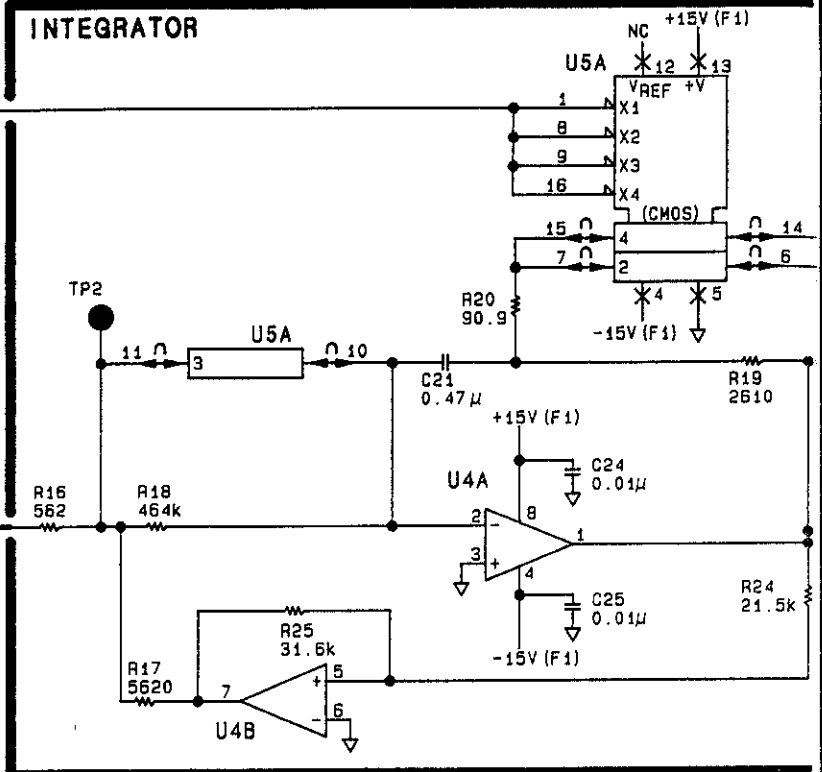 INTEGRATOR
+15V (F1)
NC
U5A
12
13
VREF +V
1 X1
8 X2
9 X3
16 X4
(CMOS)
15 4 14
7 2 6
TP2
R20
90.9
4 5
-15V (F1)
U5A
11 3 10
C21
0.47μ
R19
2610
+15V (F1)
C24
0.01μ
U4A
R16
562
R18
464k
2 - 8
1
3 +
4
R24
21.5k
C25
0.01μ
R25
31.6k
-15V (F1)
R17
5620
7 + 5
- 6
U4B